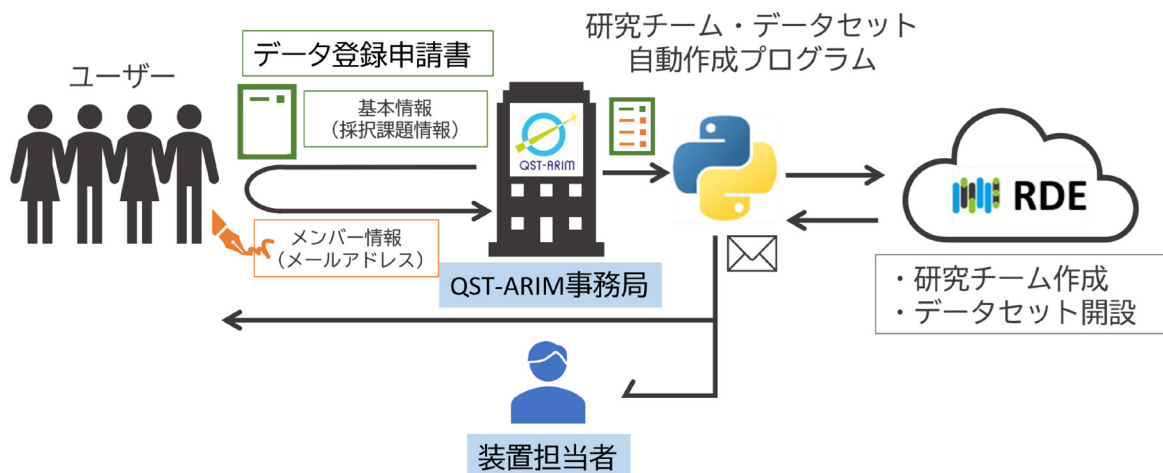 研究チーム・データセット
自動作成プログラム
データ登録申請書
ユーザー
基本情報
(採択課題情報)
QST-ARIM
RDE
メンバー情報
(メールアドレス)
QST-ARIM事務局
・研究チーム作成
・データセット開設
装置担当者